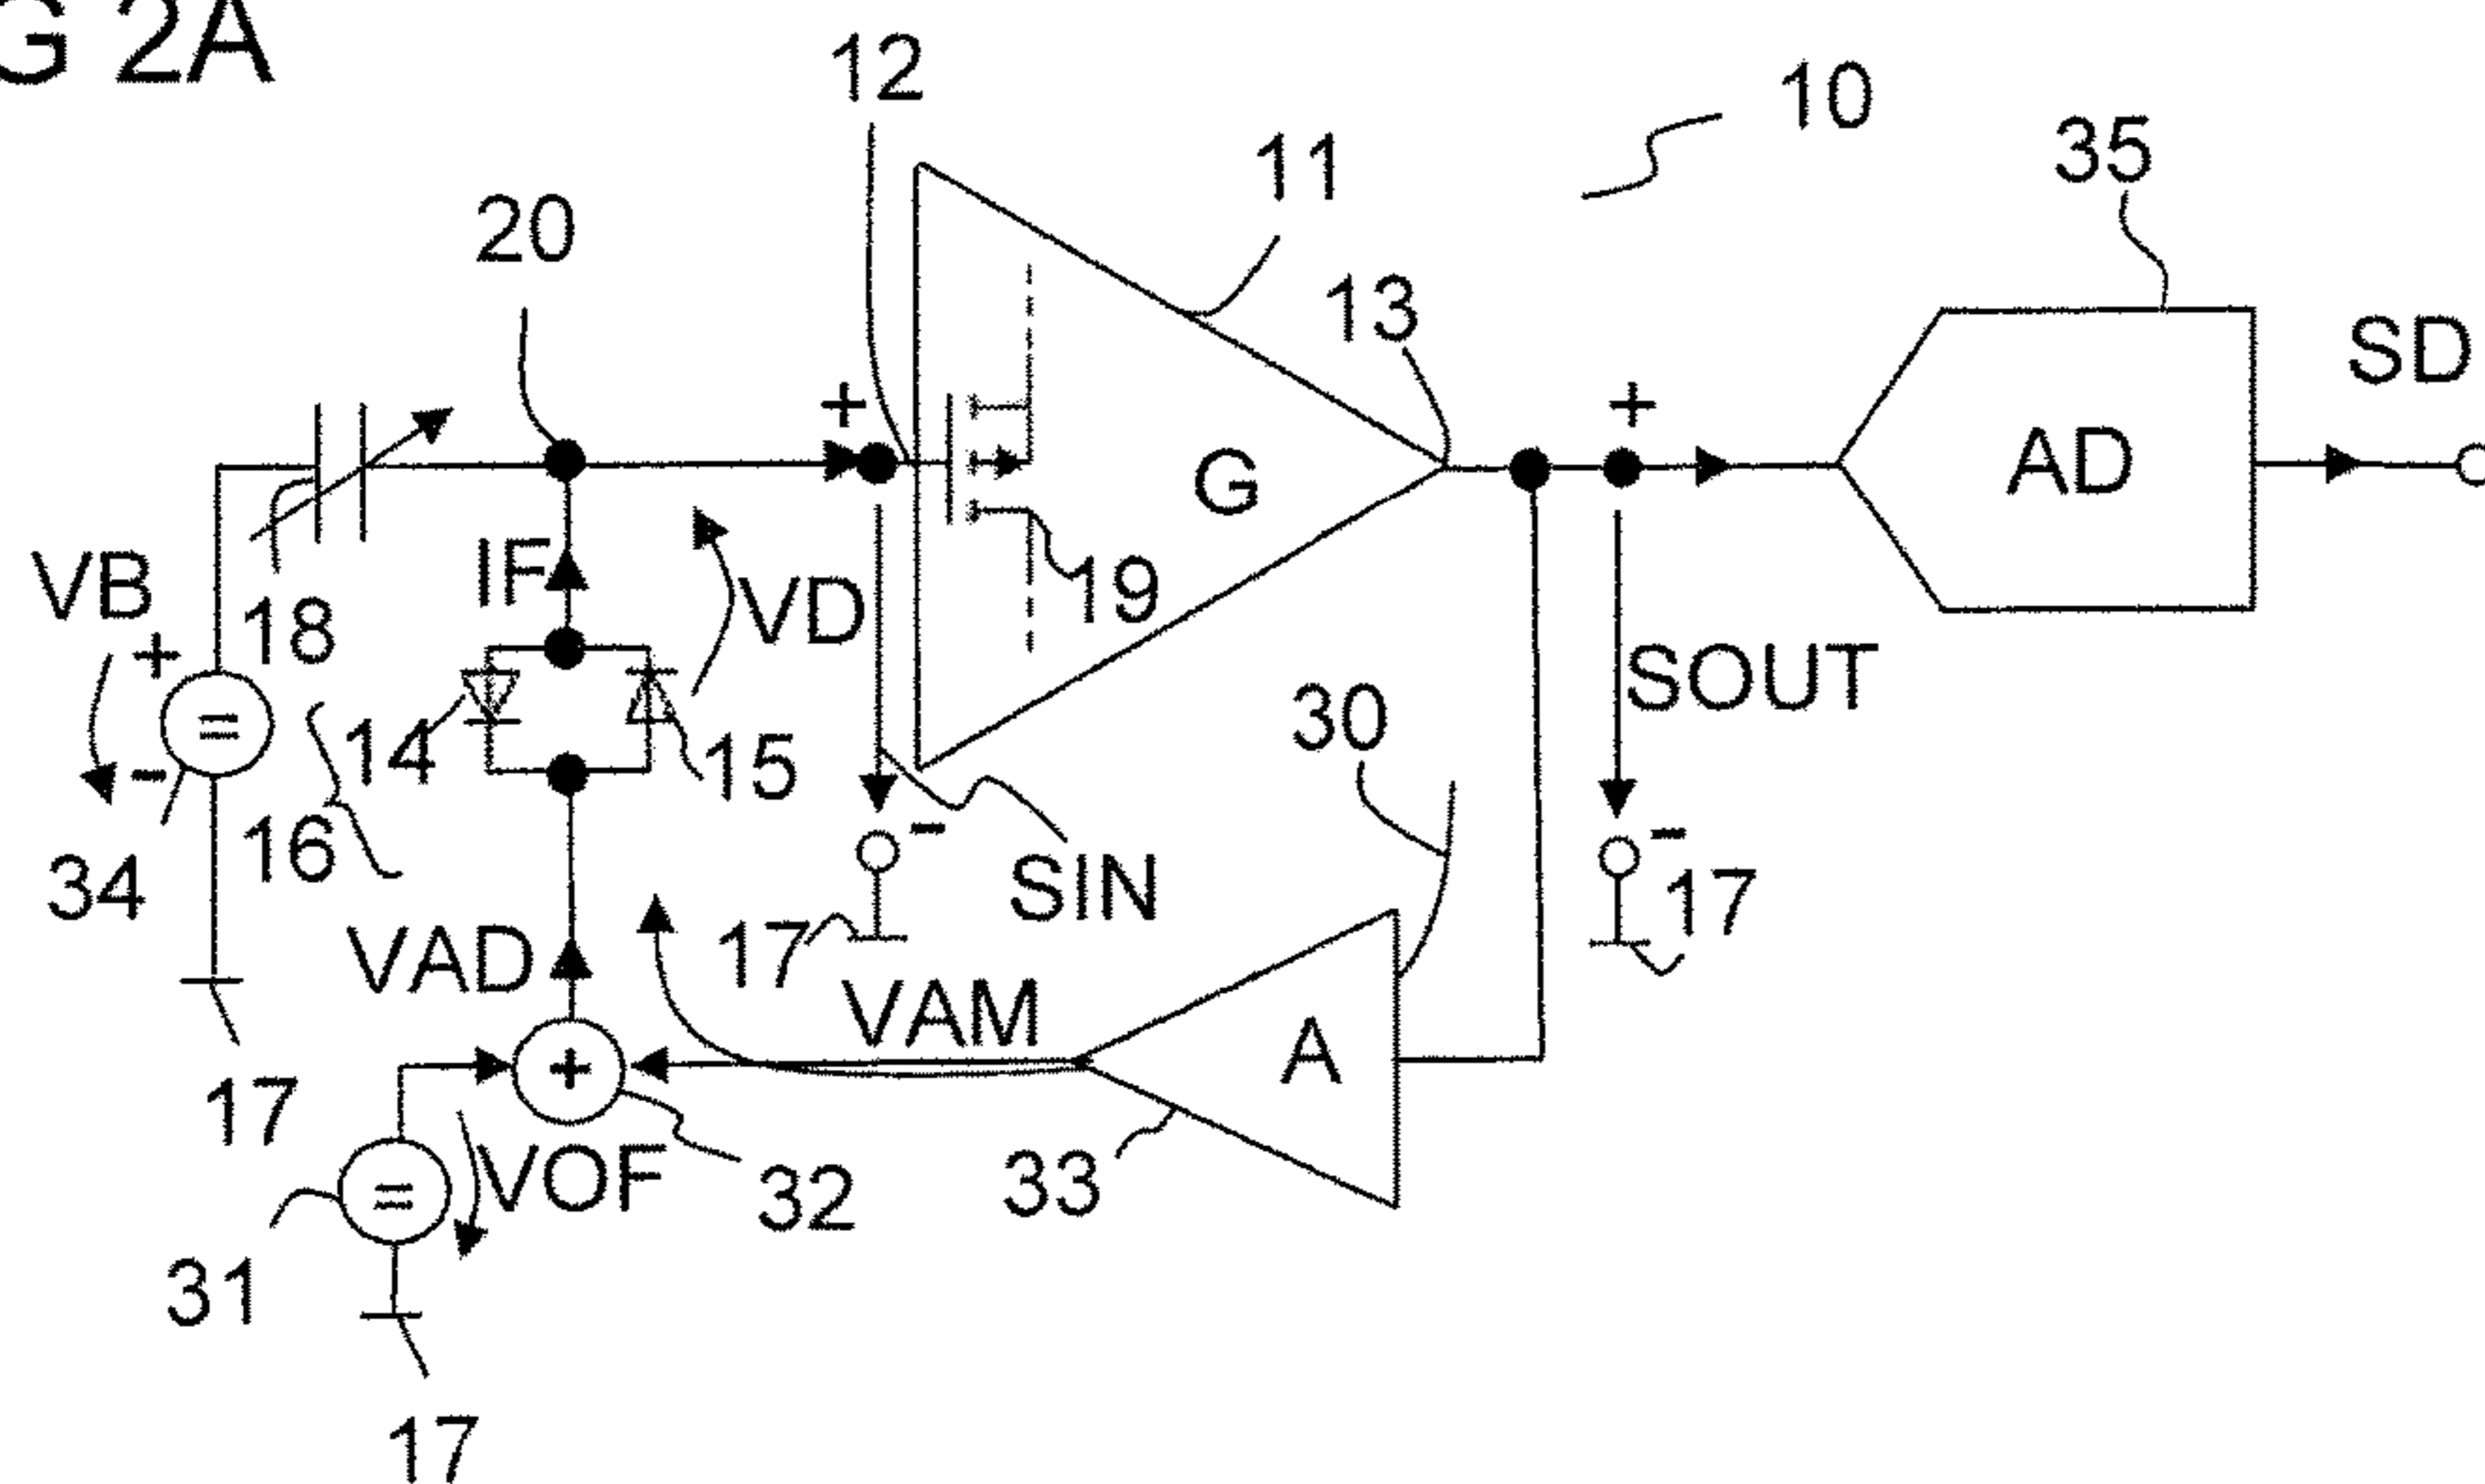 G 2A
12
10
11
35
20
13
SD
+
+
G
AD
IF
19
VB
18
VD
+
SOUT
30
14
15
=
-
16
-
-
34
SIN
17
17
VAD
VAM
A
+
17
VOF
32
33
=
31
17